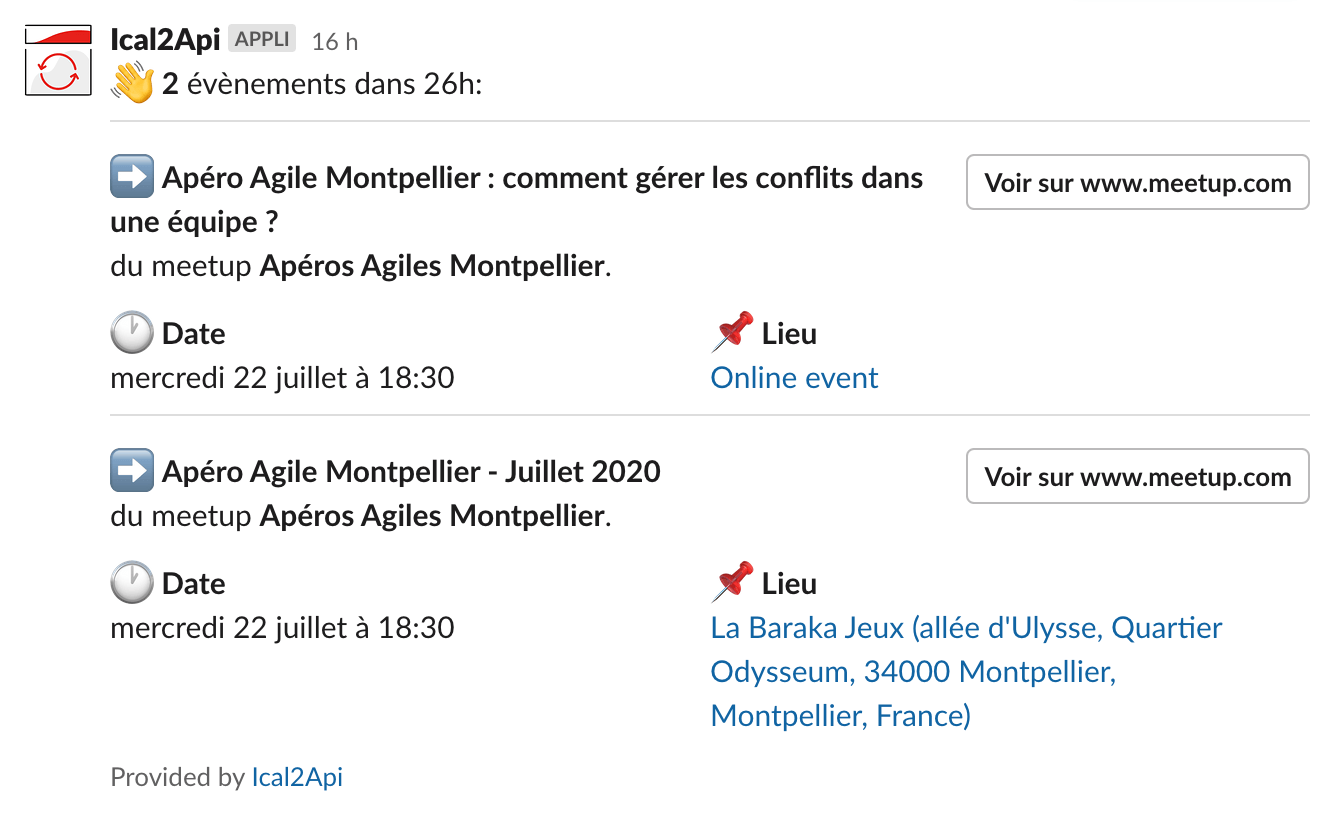 Ical2Api APPLI 16 h
👋 2 évènements dans 26h:
➡️ Apéro Agile Montpellier : comment gérer les conflits dans
une équipe ?
Voir sur www.meetup.com
du meetup Apéros Agiles Montpellier.
Date
mercredi 22 juillet à 18:30
Lieu
Online event
➡️ Apéro Agile Montpellier - Juillet 2020
Voir sur www.meetup.com
du meetup Apéros Agiles Montpellier.
Date
mercredi 22 juillet à 18:30
Lieu
La Baraka Jeux (allée d'Ulysse, Quartier
Odysseum, 34000 Montpellier,
Montpellier, France)
Provided by Ical2Api